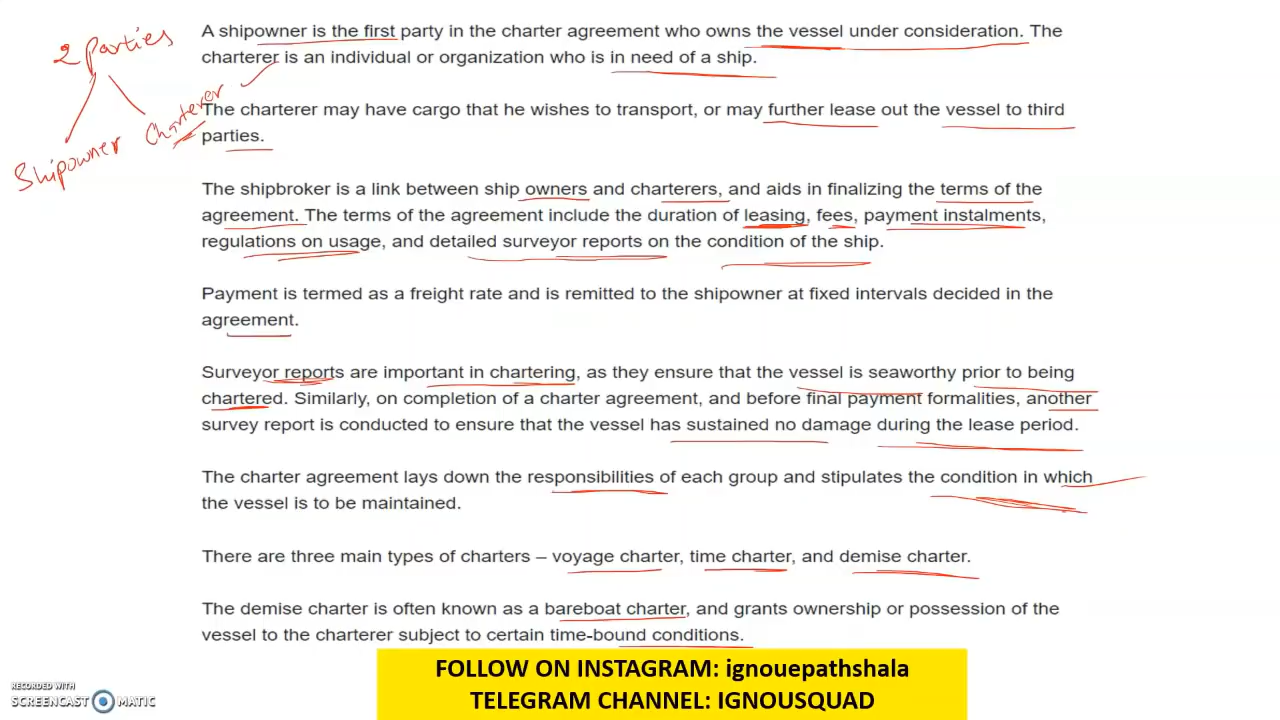 2 Parties
Shipowner
Charterer
A shipowner is the first party in the charter agreement who owns the vessel under consideration. The
charterer is an individual or organization who is in need of a ship.
The charterer may have cargo that he wishes to transport, or may further lease out the vessel to third
parties.
The shipbroker is a link between ship owners and charterers, and aids in finalizing the terms of the
agreement. The terms of the agreement include the duration of leasing, fees, payment instalments,
regulations on usage, and detailed surveyor reports on the condition of the ship.
Payment is termed as a freight rate and is remitted to the shipowner at fixed intervals decided in the
agreement.
Surveyor reports are important in chartering, as they ensure that the vessel is seaworthy prior to being
chartered. Similarly, on completion of a charter agreement, and before final payment formalities, another
survey report is conducted to ensure that the vessel has sustained no damage during the lease period.
The charter agreement lays down the responsibilities of each group and stipulates the condition in which
the vessel is to be maintained.
There are three main types of charters – voyage charter, time charter, and demise charter.
The demise charter is often known as a bareboat charter, and grants ownership or possession of the
vessel to the charterer subject to certain time-bound conditions.
FOLLOW ON INSTAGRAM: ignouepathshala
TELEGRAM CHANNEL: IGNOUSQUAD
RECORDED WITH
SCREENCAST MATIC